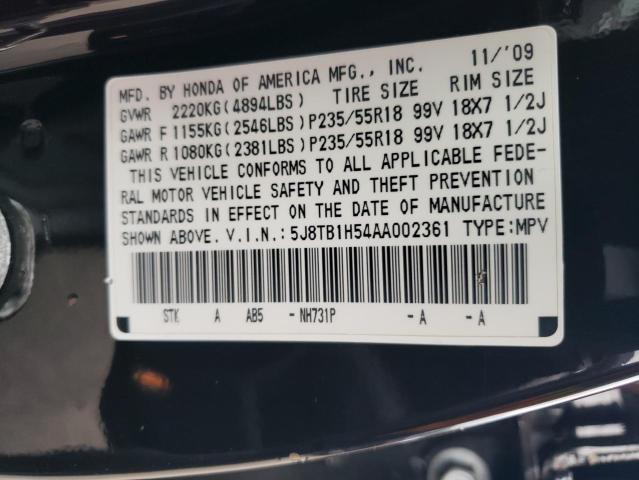 MFD. BY HONDA OF AMERICA MFG., INC. 11/'09
GVWR 2220KG(4894LBS) TIRE SIZE RIM SIZE
GAWR F 1155KG(2546LBS) P235/55R18 99V 18X7 1/2J
GAWR R 1080KG(2381LBS) P235/55R18 99V 18X7 1/2J
THIS VEHICLE CONFORMS TO ALL APPLICABLE FEDE-
RAL MOTOR VEHICLE SAFETY AND THEFT PREVENTION
STANDARDS IN EFFECT ON THE DATE OF MANUFACTURE
SHOWN ABOVE. V.I.N.:5J8TB1H54AA002361 TYPE:MPV
STK A AB5 -NH731P -A -A